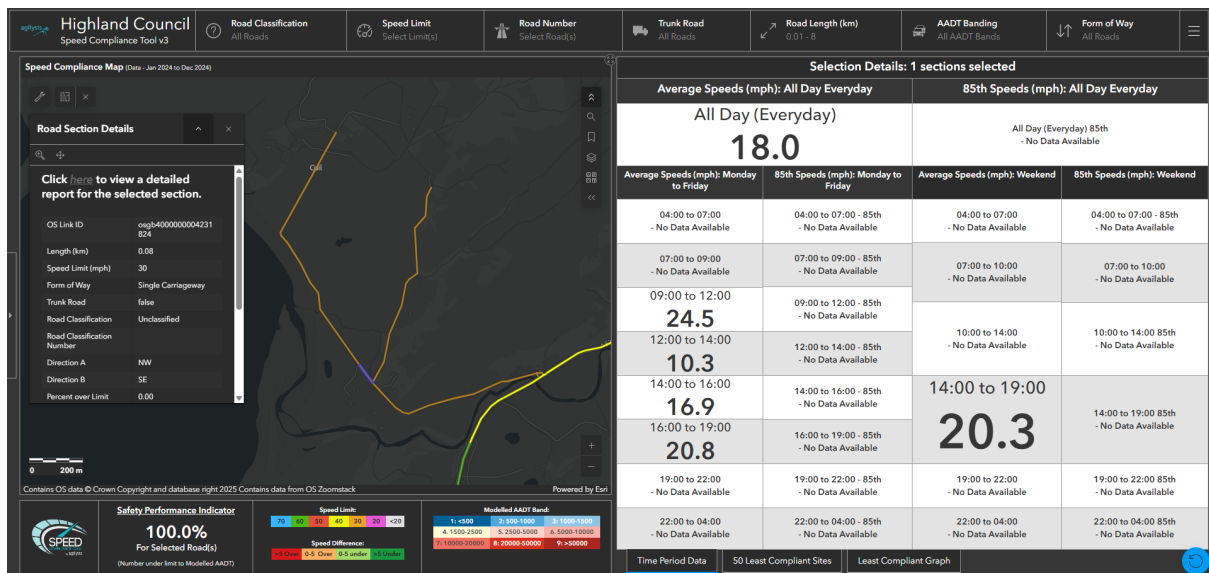 agilysis
Highland Council
Speed Compliance Tool v3
Road Classification
All Roads
Speed Limit
Select Limit(s)
Road Number
Select Road(s)
Trunk Road
All Roads
Road Length (km)
0.01 - 8
AADT Banding
All AADT Bands
Form of Way
All Roads
Speed Compliance Map (Data - Jan 2024 to Dec 2024)
Road Section Details
Click here to view a detailed
report for the selected section.
OS Link ID
osgb4000000004231
824
Length (km)
0.08
Speed Limit (mph)
30
Form of Way
Single Carriageway
Trunk Road
false
Road Classification
Unclassified
Road Classification
Number
Direction A
NW
Direction B
SE
Percent over Limit
0.00
0 200 m
Contains OS data © Crown Copyright and database right 2025 Contains data from OS Zoomstack
Powered by Esri
Safety Performance Indicator
100.0%
For Selected Road(s)
(Number under limit to Modelled AADT)
SPEED
agilysis
Speed Limit:
70 60 50 40 30 20 <20
Speed Difference:
>5 Over 0-5 Over 0-5 under >5 Under
Modelled AADT Band:
1: <500 2: 500-1000 3: 1000-1500
4. 1500-2500 5. 2500-5000 6: 5000-10000
7: 10000-20000 8: 20000-50000 9: >50000
Selection Details: 1 sections selected
Average Speeds (mph): All Day Everyday
85th Speeds (mph): All Day Everyday
All Day (Everyday)
18.0
All Day (Everyday) 85th
- No Data Available
Average Speeds (mph): Monday
to Friday
85th Speeds (mph): Monday to
Friday
Average Speeds (mph): Weekend
85th Speeds (mph): Weekend
04:00 to 07:00
- No Data Available
04:00 to 07:00 - 85th
- No Data Available
04:00 to 07:00
- No Data Available
04:00 to 07:00 - 85th
- No Data Available
07:00 to 09:00
- No Data Available
07:00 to 09:00 - 85th
- No Data Available
07:00 to 10:00
- No Data Available
07:00 to 10:00
- No Data Available
09:00 to 12:00
24.5
09:00 to 12:00 - 85th
- No Data Available
10:00 to 14:00
- No Data Available
10:00 to 14:00 85th
- No Data Available
12:00 to 14:00
10.3
12:00 to 14:00 - 85th
- No Data Available
14:00 to 16:00
16.9
14:00 to 16:00 - 85th
- No Data Available
14:00 to 19:00
20.3
14:00 to 19:00 85th
- No Data Available
16:00 to 19:00
20.8
16:00 to 19:00 - 85th
- No Data Available
19:00 to 22:00
- No Data Available
19:00 to 22:00 - 85th
- No Data Available
19:00 to 22:00
- No Data Available
19:00 to 22:00 85th
- No Data Available
22:00 to 04:00
- No Data Available
22:00 to 04:00 - 85th
- No Data Available
22:00 to 04:00
- No Data Available
22:00 to 04:00 85th
- No Data Available
Time Period Data
50 Least Compliant Sites
Least Compliant Graph